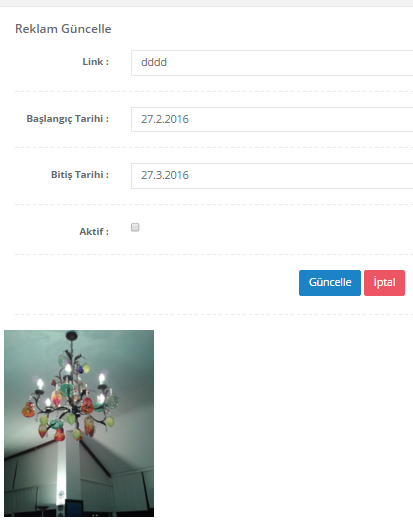 Reklam Güncelle
Link : dddd
Başlangıç Tarihi : 27.2.2016
Bitiş Tarihi : 27.3.2016
Aktif :
Güncelle İptal